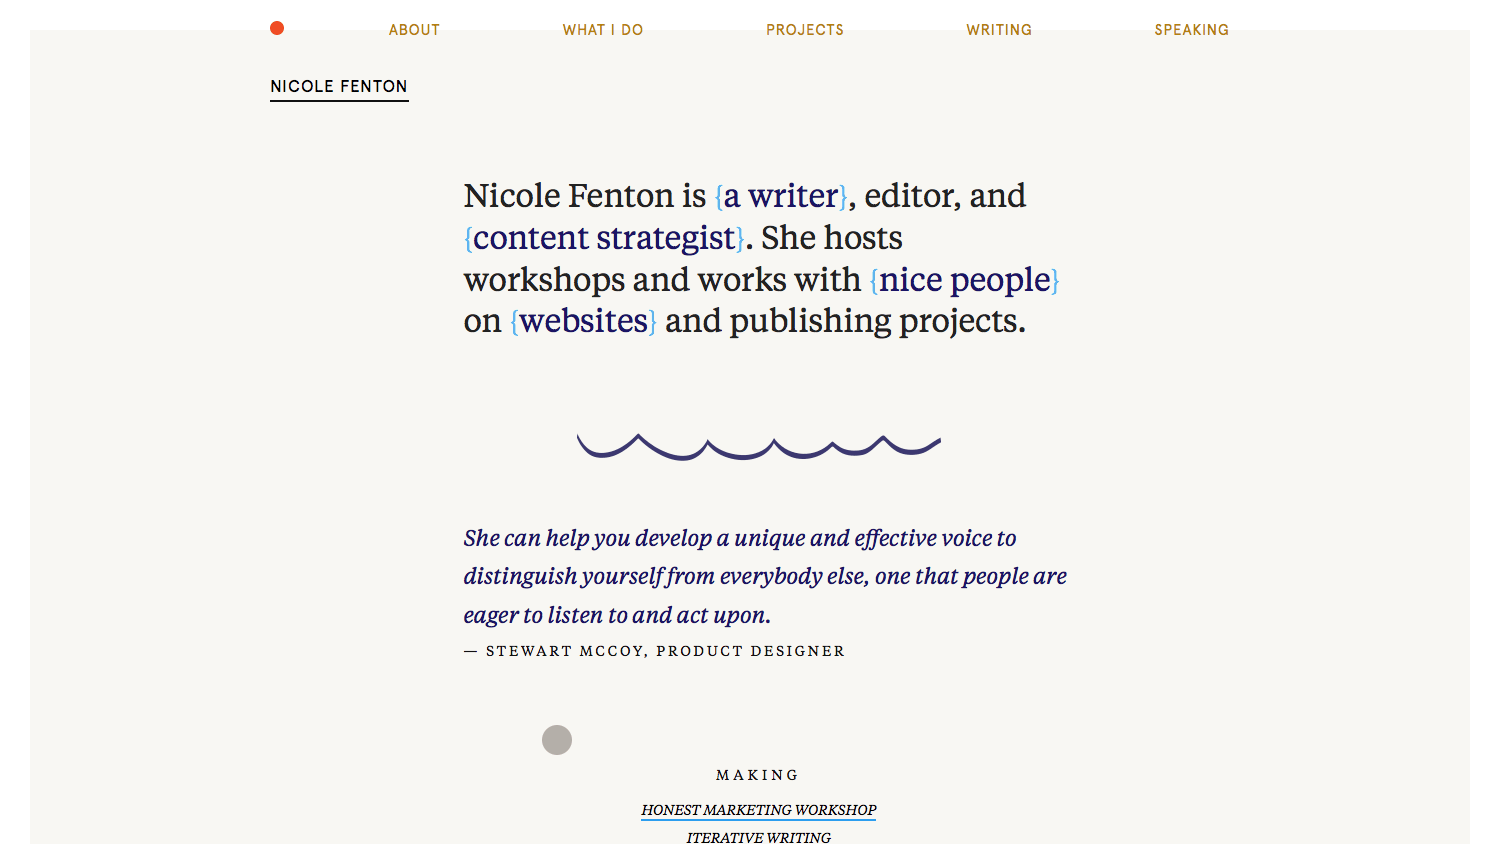 ABOUT WHAT I DO PROJECTS WRITING SPEAKING
NICOLE FENTON
Nicole Fenton is {a writer}, editor, and
{content strategist}. She hosts
workshops and works with {nice people}
on {websites} and publishing projects.
She can help you develop a unique and effective voice to
distinguish yourself from everybody else, one that people are
eager to listen to and act upon.
— STEWART MCCOY, PRODUCT DESIGNER
MAKING
HONEST MARKETING WORKSHOP
ITERATIVE WRITING